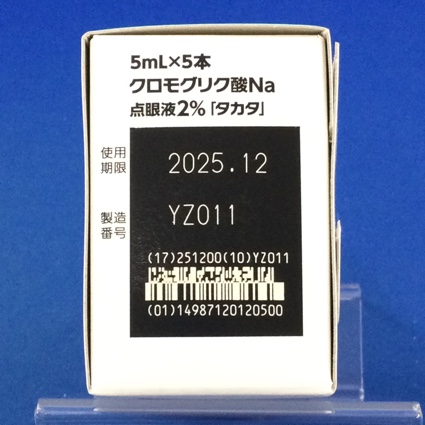 5mL×5本
クロモグリク酸Na
点眼液2%「タカタ」
使用期限 2025.12
製造番号 YZ011
(17)251200(10)YZ011
(01)14987120120500